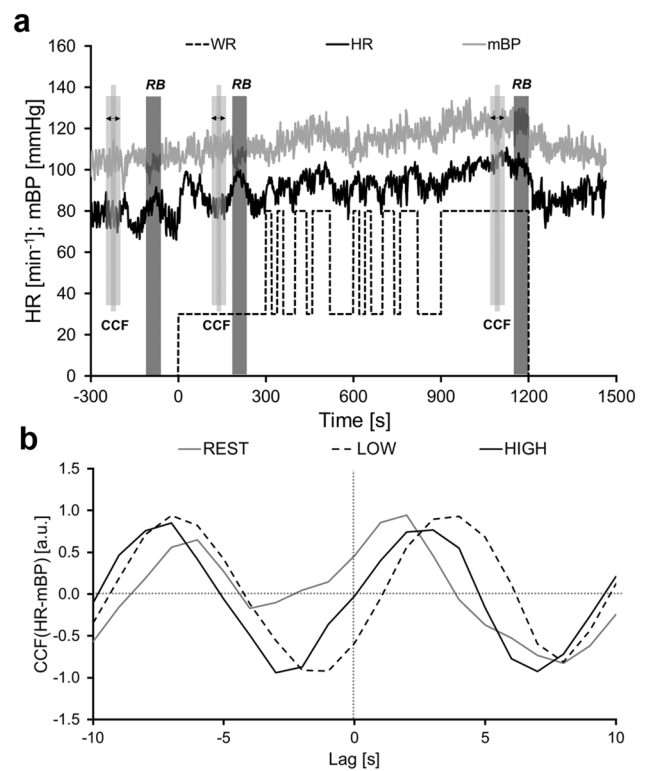 a
WR HR mBP
160
140
120
100
80
60
40
20
0
HR [min⁻¹]; mBP [mmHg]
RB RB RB
CCF CCF CCF
-300 0 300 600 900 1200 1500
Time [s]
b
REST LOW HIGH
1.5
1.0
0.5
0.0
-0.5
-1.0
-1.5
CCF(HR-mBP) [a.u.]
-10 -5 0 5 10
Lag [s]